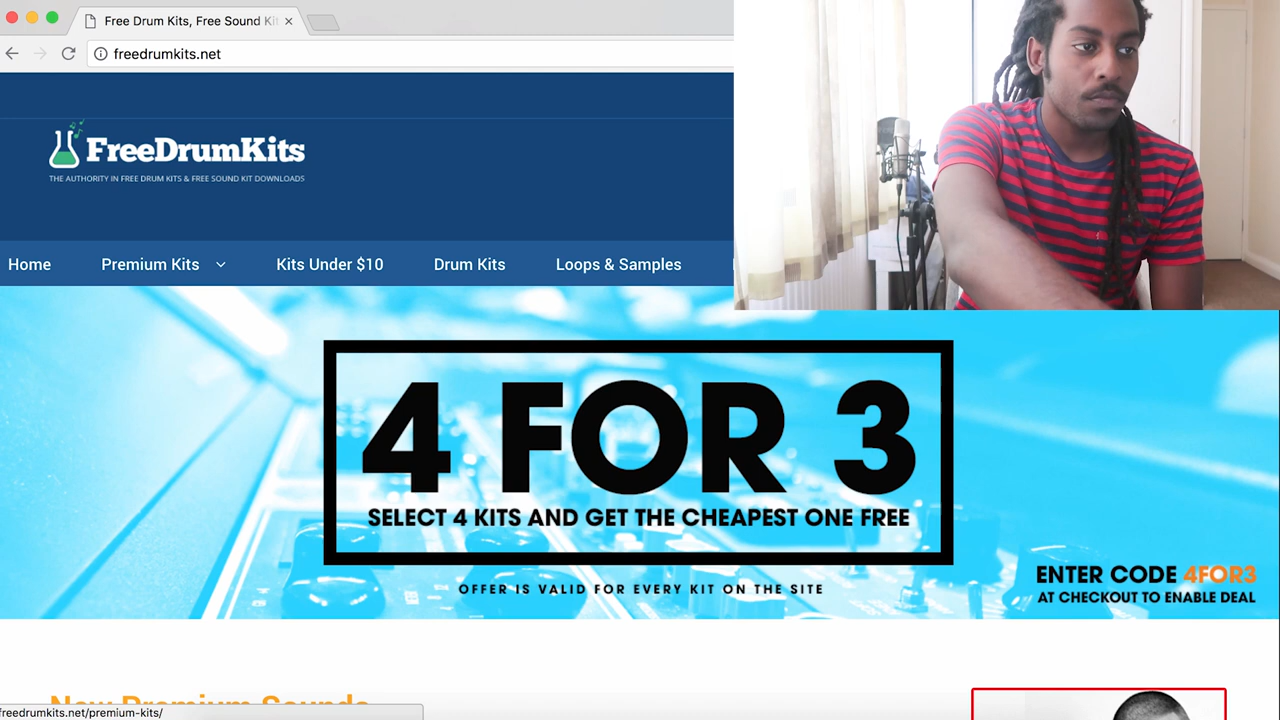 Free Drum Kits, Free Sound Ki
freedrumkits.net
FreeDrumKits
THE AUTHORITY IN FREE DRUM KITS & FREE SOUND KIT DOWNLOADS
Home Premium Kits Kits Under $10 Drum Kits Loops & Samples
4 FOR 3
SELECT 4 KITS AND GET THE CHEAPEST ONE FREE
OFFER IS VALID FOR EVERY KIT ON THE SITE
ENTER CODE 4FOR3
AT CHECKOUT TO ENABLE DEAL
New Premium Sounds
freedrumkits.net/premium-kits/